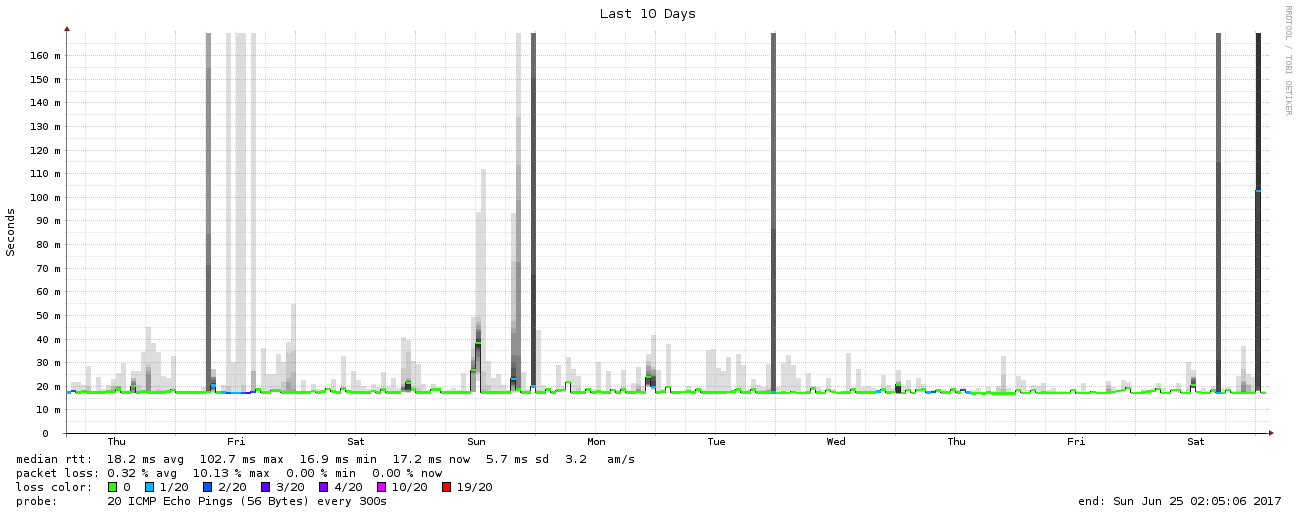 Last 10 Days
RRDTOOL / TOBI OETIKER
Seconds
160 m
150 m
140 m
130 m
120 m
110 m
100 m
90 m
80 m
70 m
60 m
50 m
40 m
30 m
20 m
10 m
0
Thu Fri Sat Sun Mon Tue Wed Thu Fri Sat
median rtt: 18.2 ms avg 102.7 ms max 16.9 ms min 17.2 ms now 5.7 ms sd 3.2 am/s
packet loss: 0.32 % avg 10.13 % max 0.00 % min 0.00 % now
loss color: 0 1/20 2/20 3/20 4/20 10/20 19/20
probe: 20 ICMP Echo Pings (56 Bytes) every 300s end: Sun Jun 25 02:05:06 2017